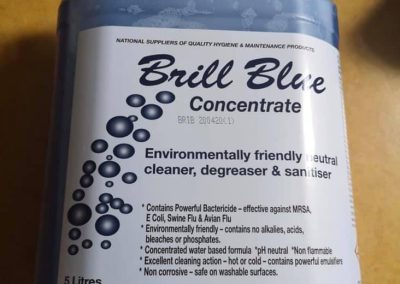 NATIONAL SUPPLIERS OF QUALITY HYGIENE & MAINTENANCE PRODUCTS
Brill Blue
Concentrate
BRIB 200420(1)
Environmentally friendly neutral
cleaner, degreaser & sanitiser
* Contains Powerful Bactericide – effective against MRSA,
E Coli, Swine Flu & Avian Flu
* Environmentally friendly – contains no alkalies, acids,
bleaches or phosphates.
* Concentrated water based formula *pH neutral *Non flammable
* Excellent cleaning action – hot or cold – contains powerful emulsifiers
* Non corrosive – safe on washable surfaces.
5 Litres